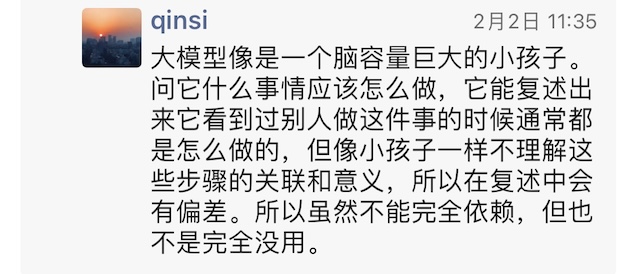 qinsi
2月2日 11:35
大模型像是一个脑容量巨大的小孩子。
问它什么事情应该怎么做，它能复述出
来它看到过别人做这件事的时候通常都
是怎么做的，但像小孩子一样不理解这
些步骤的关联和意义，所以在复述中会
有偏差。所以虽然不能完全依赖，但也
不是完全没用。